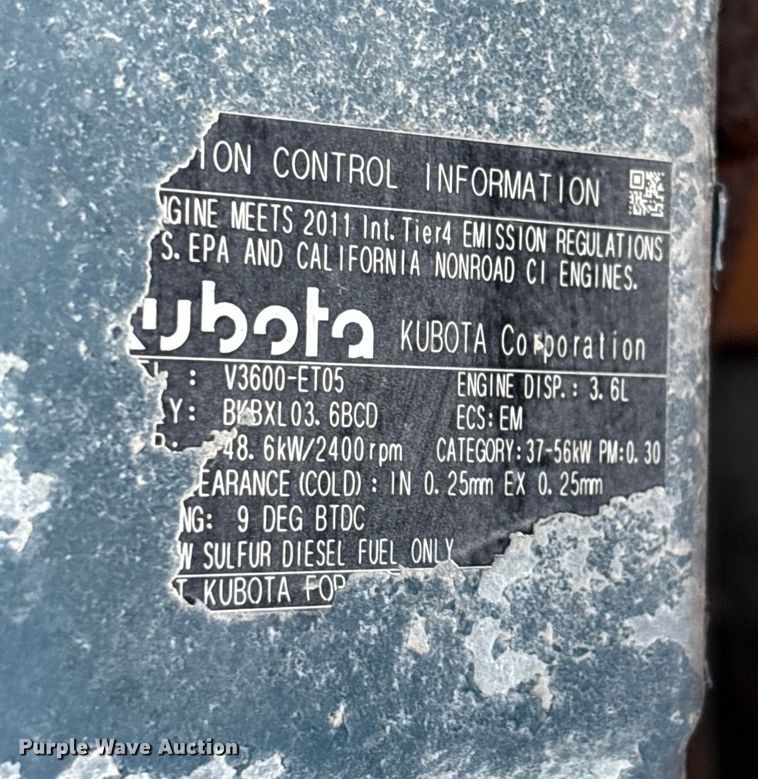 ION CONTROL INFORMATION
GINE MEETS 2011 Int. Tier4 EMISSION REGULATIONS
S. EPA AND CALIFORNIA NONROAD CI ENGINES.
kubota KUBOTA Corporation
: V3600-ET05 ENGINE DISP.: 3.6L
Y: BKBXL03.6BCD ECS: EM
48.6kW/2400rpm CATEGORY: 37-56kW PM: 0.30
EARANCE (COLD) : IN 0.25mm EX 0.25mm
NG: 9 DEG BTDC
W SULFUR DIESEL FUEL ONLY
T KUBOTA FOR
Purple Wave Auction